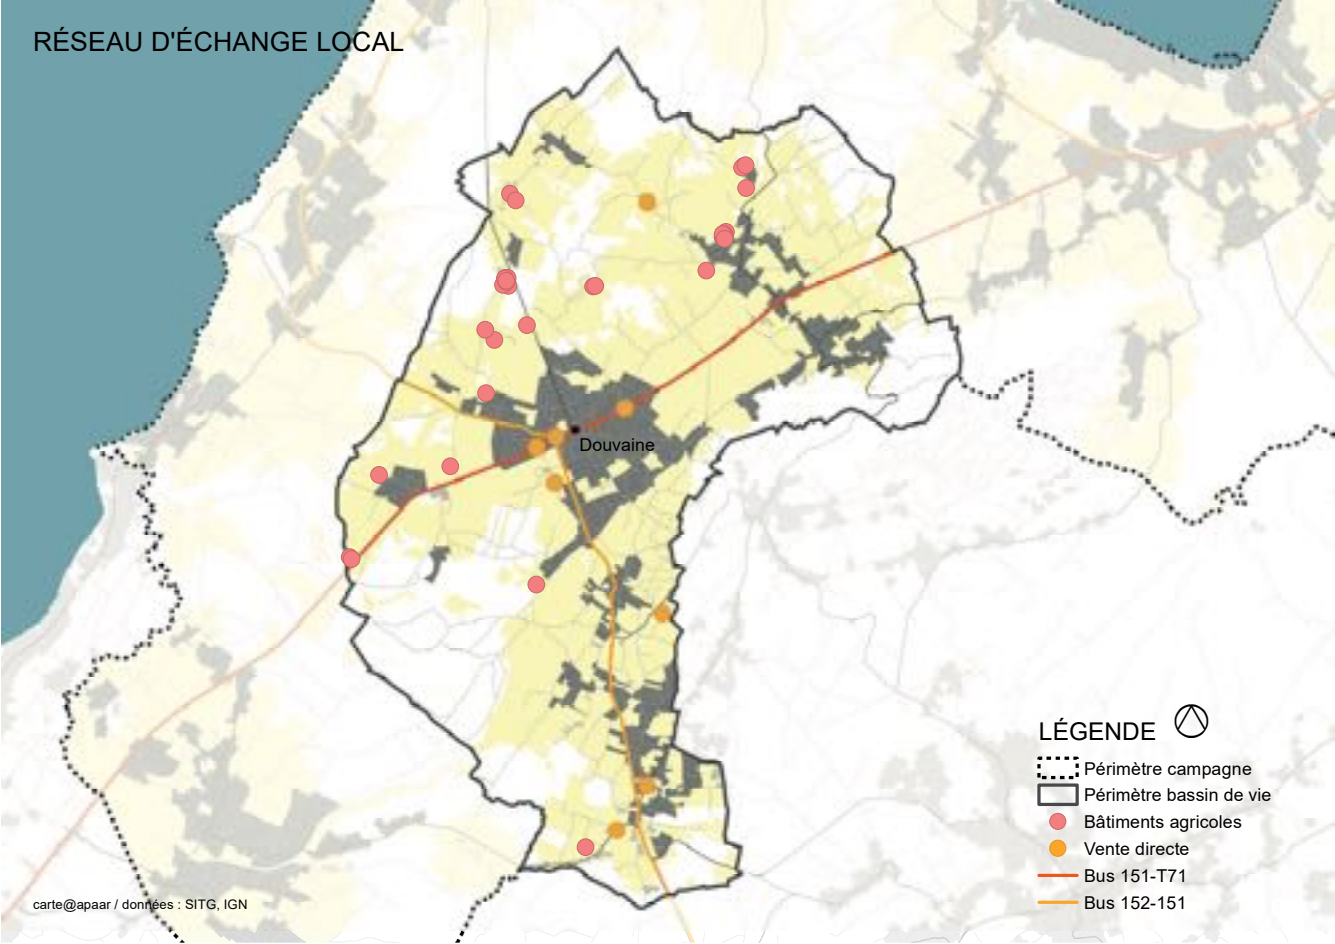 RÉSEAU D'ÉCHANGE LOCAL
Douvaine
LÉGENDE
Périmètre campagne
Périmètre bassin de vie
Bâtiments agricoles
Vente directe
Bus 151-T71
Bus 152-151
carte@apaar / données : SITG, IGN